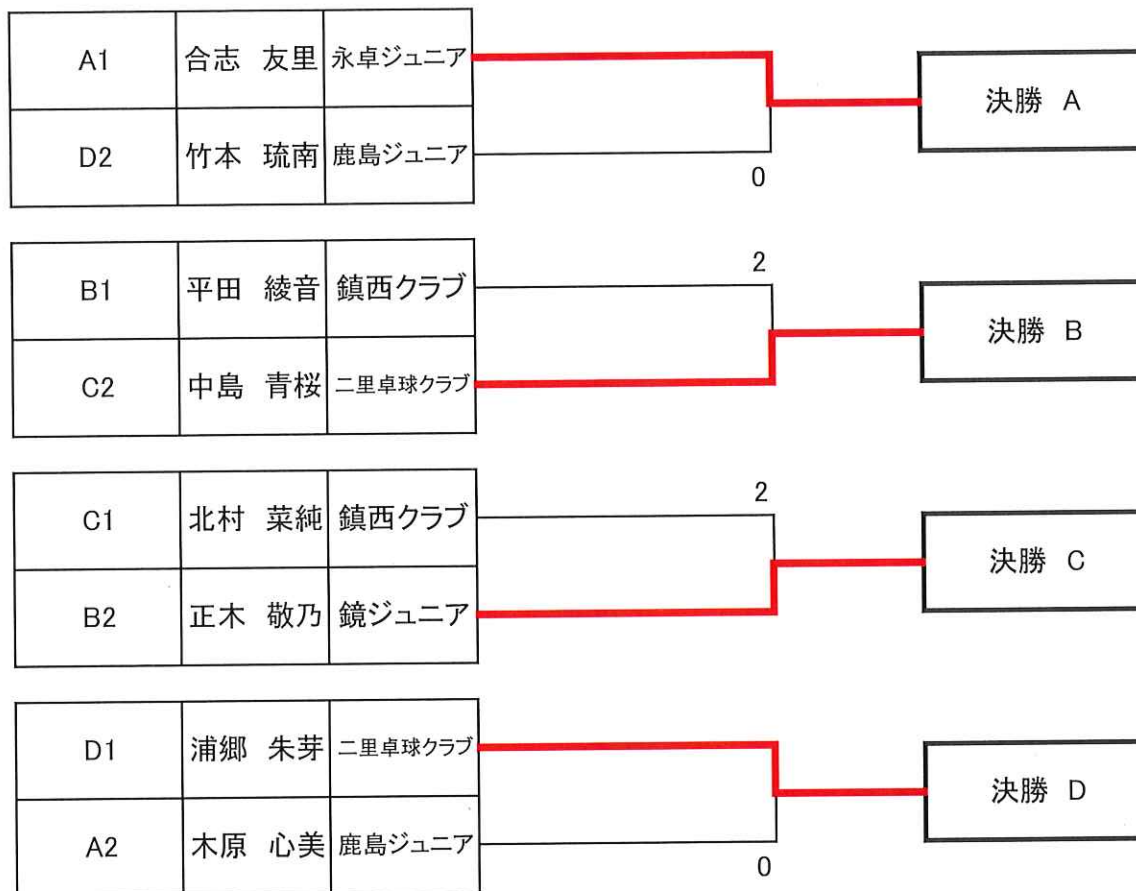 A1 合志 友里 永卓ジュニア
決勝 A
D2 竹本 琉南 鹿島ジュニア
0
2
B1 平田 綾音 鎮西クラブ
決勝 B
C2 中島 青桜 二里卓球クラブ
2
C1 北村 菜純 鎮西クラブ
決勝 C
B2 正木 敬乃 鏡ジュニア
D1 浦郷 朱芽 二里卓球クラブ
決勝 D
A2 木原 心美 鹿島ジュニア
0